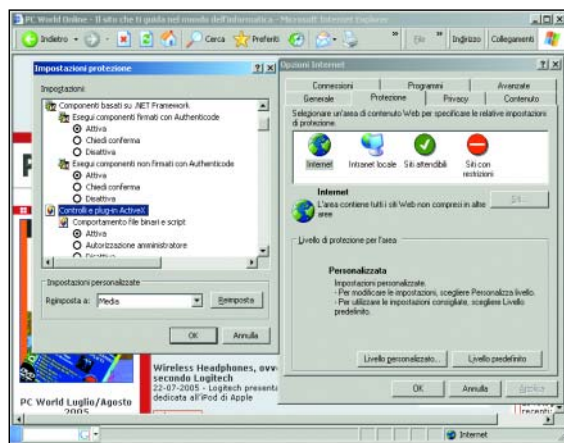 PC World Online - Il sito che ti guida nel mondo dell'informatica - Microsoft Internet Explorer
Indietro
Cerca
Preferiti
»
File
»
Indirizzo
Collegamenti
Impostazioni protezione
Impostazioni:
Componenti basati su .NET Framework
Esegui componenti firmati con Authenticode
Attiva
Chiedi conferma
Disattiva
Esegui componenti non firmati con Authenticode
Attiva
Chiedi conferma
Disattiva
Controlli e plug-in ActiveX
Comportamento file binari e script
Attiva
Autorizzazione amministratore
Disattiva
Impostazioni personalizzate
Reimposta a:
Media
Reimposta
OK
Annulla
Opzioni Internet
Connessioni
Programmi
Avanzate
Generale
Protezione
Privacy
Contenuto
Selezionare un'area di contenuto Web per specificare le relative impostazioni
di protezione.
Internet
Intranet locale
Siti attendibili
Siti con
restrizioni
Internet
L'area contiene tutti i siti Web non compresi in altre
aree
Siti...
Livello di protezione per l'area
Personalizzata
Impostazioni personalizzate.
- Per modificare le impostazioni, scegliere Personalizza livello.
- Per utilizzare le impostazioni consigliate, scegliere Livello
predefinito.
Livello personalizzato...
Livello predefinito
OK
Annulla
Applica
PC World Luglio/Agosto
2005
Wireless Headphones, ovv
secondo Logitech
22-07-2005 - Logitech presenta
dedicata all'iPod di Apple
recenti
G
Internet